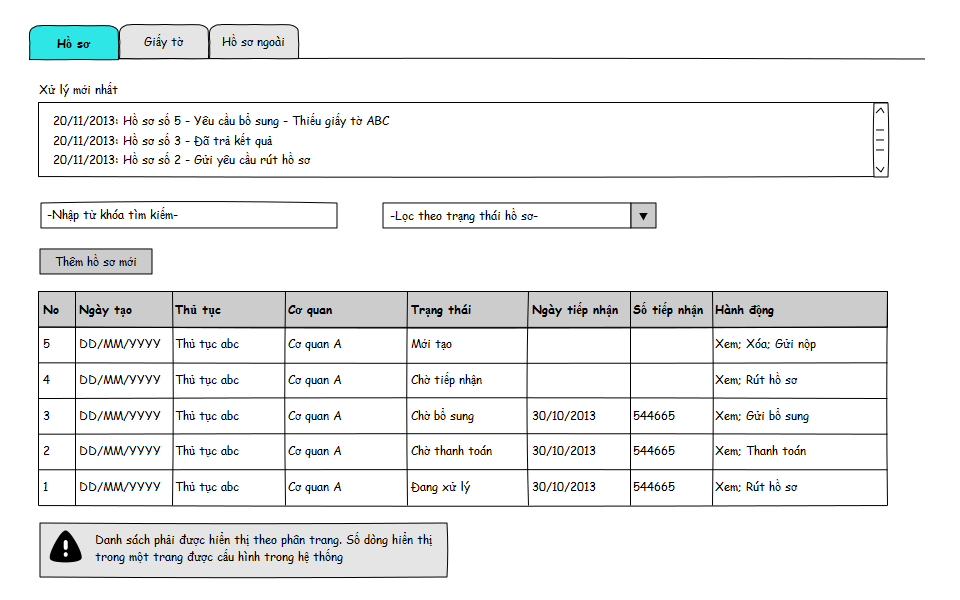 Hồ sơ Giấy tờ Hồ sơ ngoài
Xử lý mới nhất
20/11/2013: Hồ sơ số 5 - Yêu cầu bổ sung - Thiếu giấy tờ ABC
20/11/2013: Hồ sơ số 3 - Đã trả kết quả
20/11/2013: Hồ sơ số 2 - Gửi yêu cầu rút hồ sơ
-Nhập từ khóa tìm kiếm- -Lọc theo trạng thái hồ sơ-
Thêm hồ sơ mới
No Ngày tạo Thủ tục Cơ quan Trạng thái Ngày tiếp nhận Số tiếp nhận Hành động
5 DD/MM/YYYY Thủ tục abc Cơ quan A Mới tạo Xem; Xóa; Gửi nộp
4 DD/MM/YYYY Thủ tục abc Cơ quan A Chờ tiếp nhận Xem; Rút hồ sơ
3 DD/MM/YYYY Thủ tục abc Cơ quan A Chờ bổ sung 30/10/2013 544665 Xem; Gửi bổ sung
2 DD/MM/YYYY Thủ tục abc Cơ quan A Chờ thanh toán 30/10/2013 544665 Xem; Thanh toán
1 DD/MM/YYYY Thủ tục abc Cơ quan A Đang xử lý 30/10/2013 544665 Xem; Rút hồ sơ
Danh sách phải được hiển thị theo phân trang. Số dòng hiển thị
trong một trang được cấu hình trong hệ thống